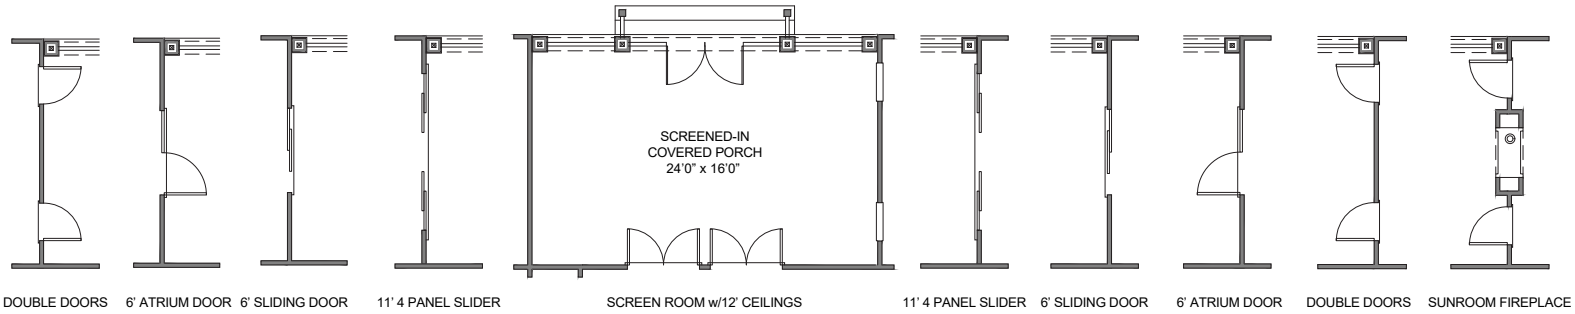 SCREENED-IN
COVERED PORCH
24'0" x 16'0"
DOUBLE DOORS
6' ATRIUM DOOR
6' SLIDING DOOR
11' 4 PANEL SLIDER
SCREEN ROOM w/12' CEILINGS
11' 4 PANEL SLIDER
6' SLIDING DOOR
6' ATRIUM DOOR
DOUBLE DOORS
SUNROOM FIREPLACE